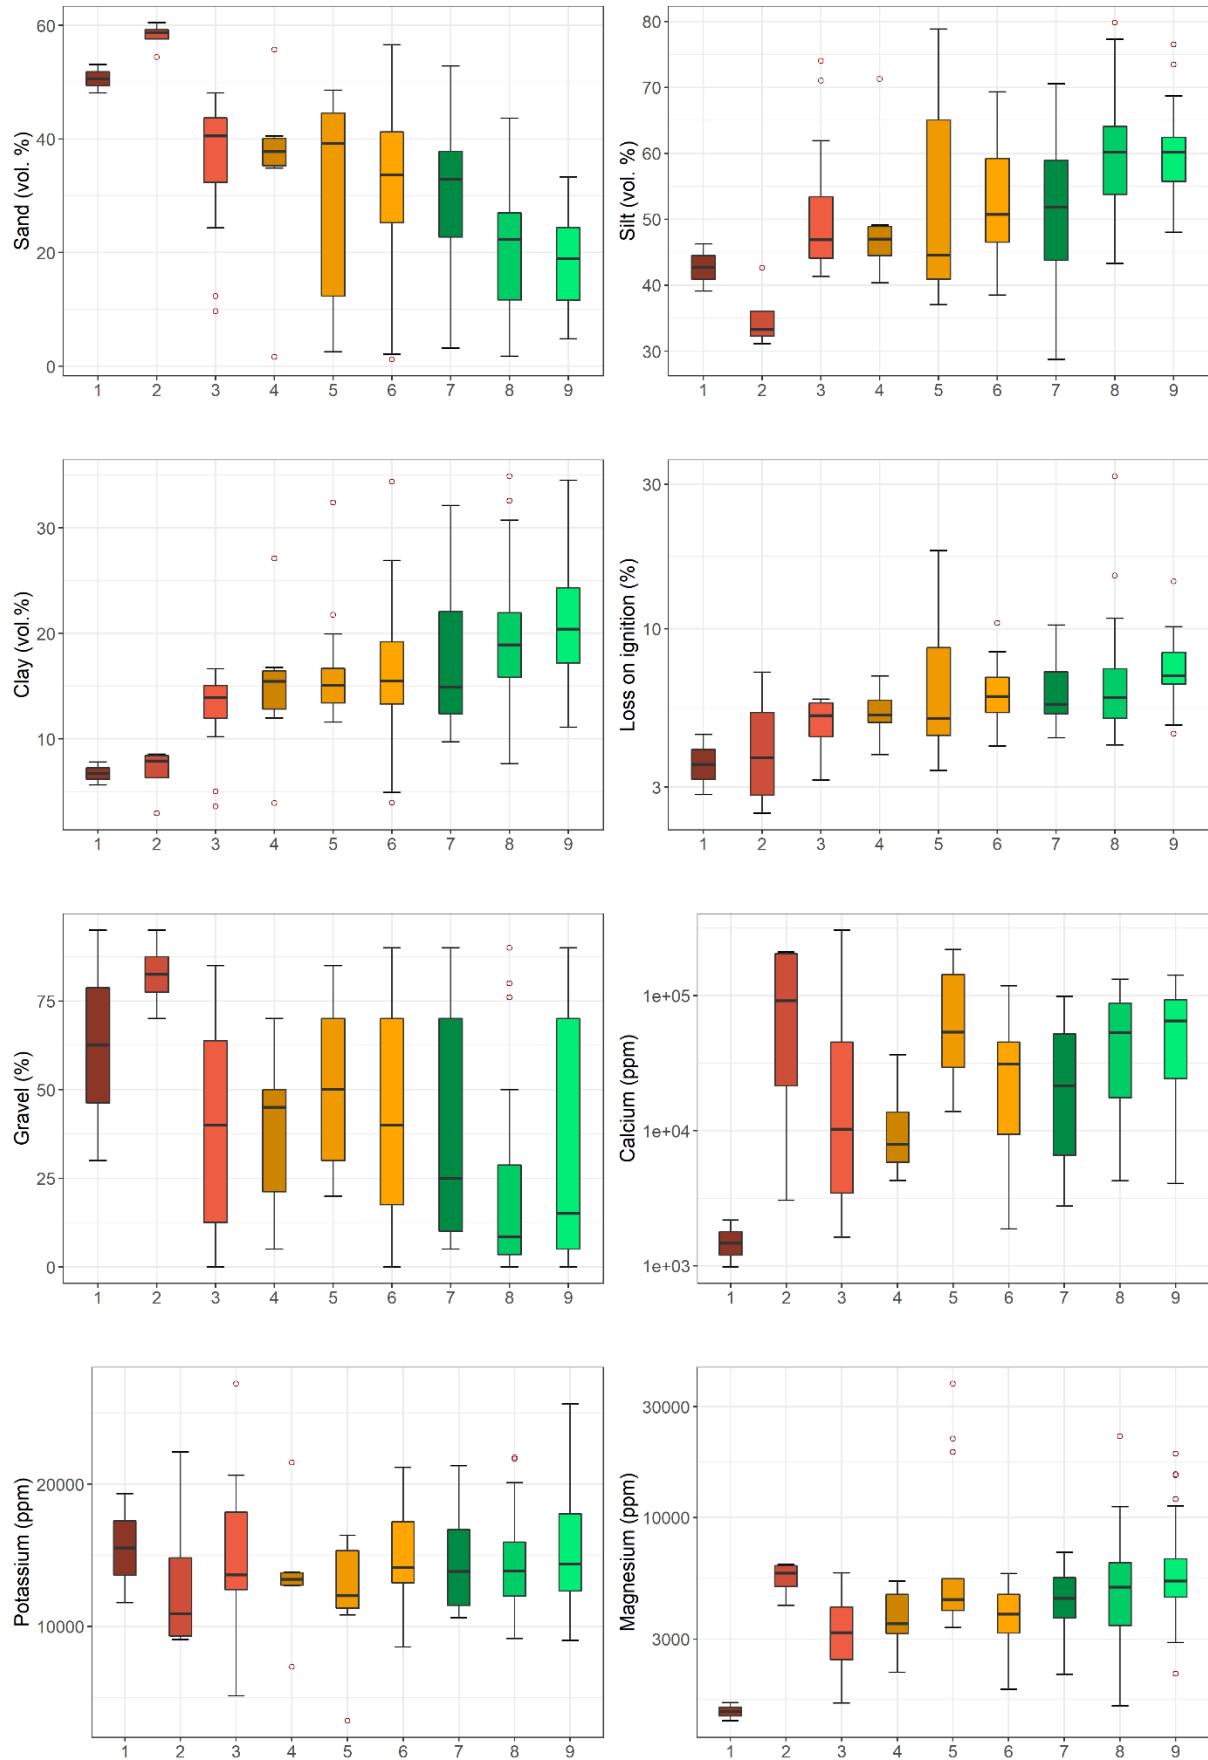 Sand (vol. %)
60
40
20
0
1 2 3 4 5 6 7 8 9
Silt (vol. %)
80
70
60
50
40
30
1 2 3 4 5 6 7 8 9
Clay (vol.%)
30
20
10
1 2 3 4 5 6 7 8 9
Loss on ignition (%)
30
10
3
1 2 3 4 5 6 7 8 9
Gravel (%)
75
50
25
0
1 2 3 4 5 6 7 8 9
Calcium (ppm)
1e+05
1e+04
1e+03
1 2 3 4 5 6 7 8 9
Potassium (ppm)
20000
10000
1 2 3 4 5 6 7 8 9
Magnesium (ppm)
30000
10000
3000
1 2 3 4 5 6 7 8 9